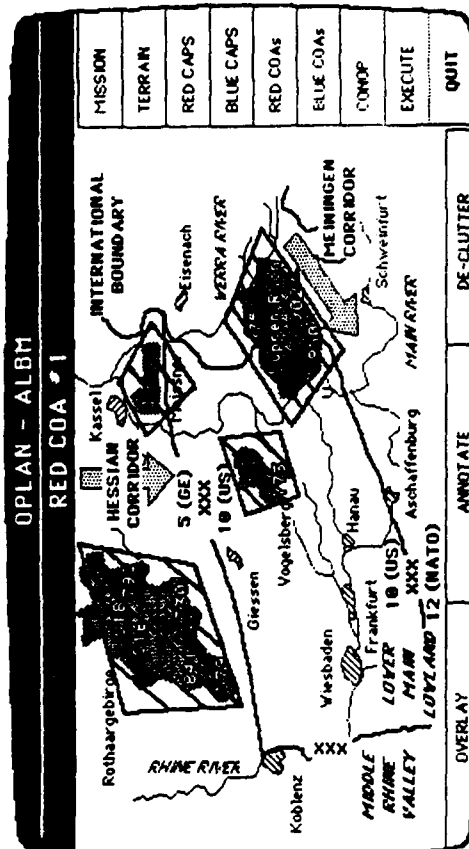 OPLAN - ALBM
RED COA #1
MISSION
TERRAIN
RED CAPS
BLUE CAPS
RED COAs
BLUE COAs
CONOP
EXECUTE
QUIT
Rothaargebirge
HESSIAN
CORRIDOR
Kassel
INTERNATIONAL
BOUNDARY
Eisenach
WERRA RIVER
5 (GE)
XXX
10 (US)
Giessen
Vogelsberg
MEININGEN
CORRIDOR
Schweinfurt
MAIN RIVER
RHINE RIVER
Koblenz
XXX
Wiesbaden
Frankfurt
Hanau
Aschaffenburg
MIDDLE
RHINE
VALLEY
LOWER
MAIN
LOWLAND
10 (US)
XXX
12 (NATO)
OVERLAY
ANNOTATE
DE-CLUTTER